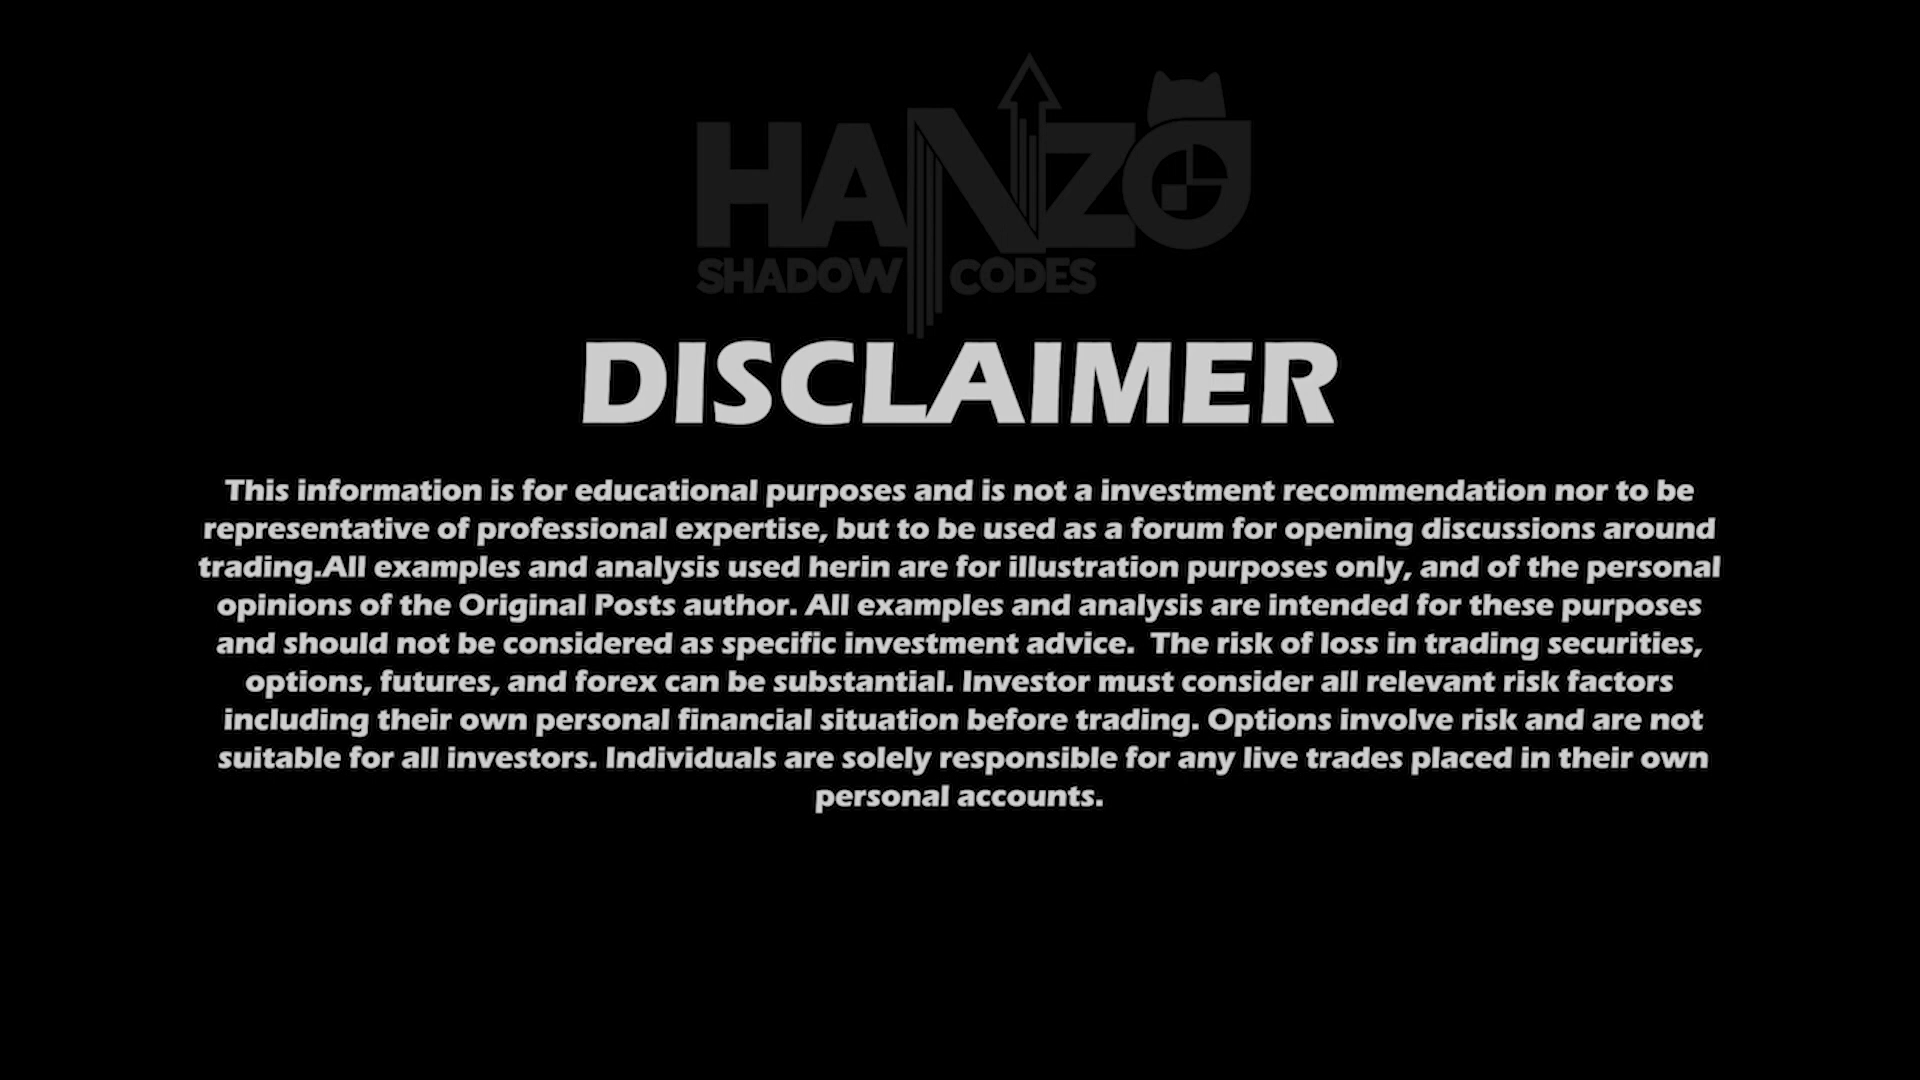 HANZO
SHADOW CODES
DISCLAIMER
This information is for educational purposes and is not a investment recommendation nor to be
representative of professional expertise, but to be used as a forum for opening discussions around
trading.All examples and analysis used herin are for illustration purposes only, and of the personal
opinions of the Original Posts author. All examples and analysis are intended for these purposes
and should not be considered as specific investment advice.  The risk of loss in trading securities,
options, futures, and forex can be substantial. Investor must consider all relevant risk factors
including their own personal financial situation before trading. Options involve risk and are not
suitable for all investors. Individuals are solely responsible for any live trades placed in their own
personal accounts.